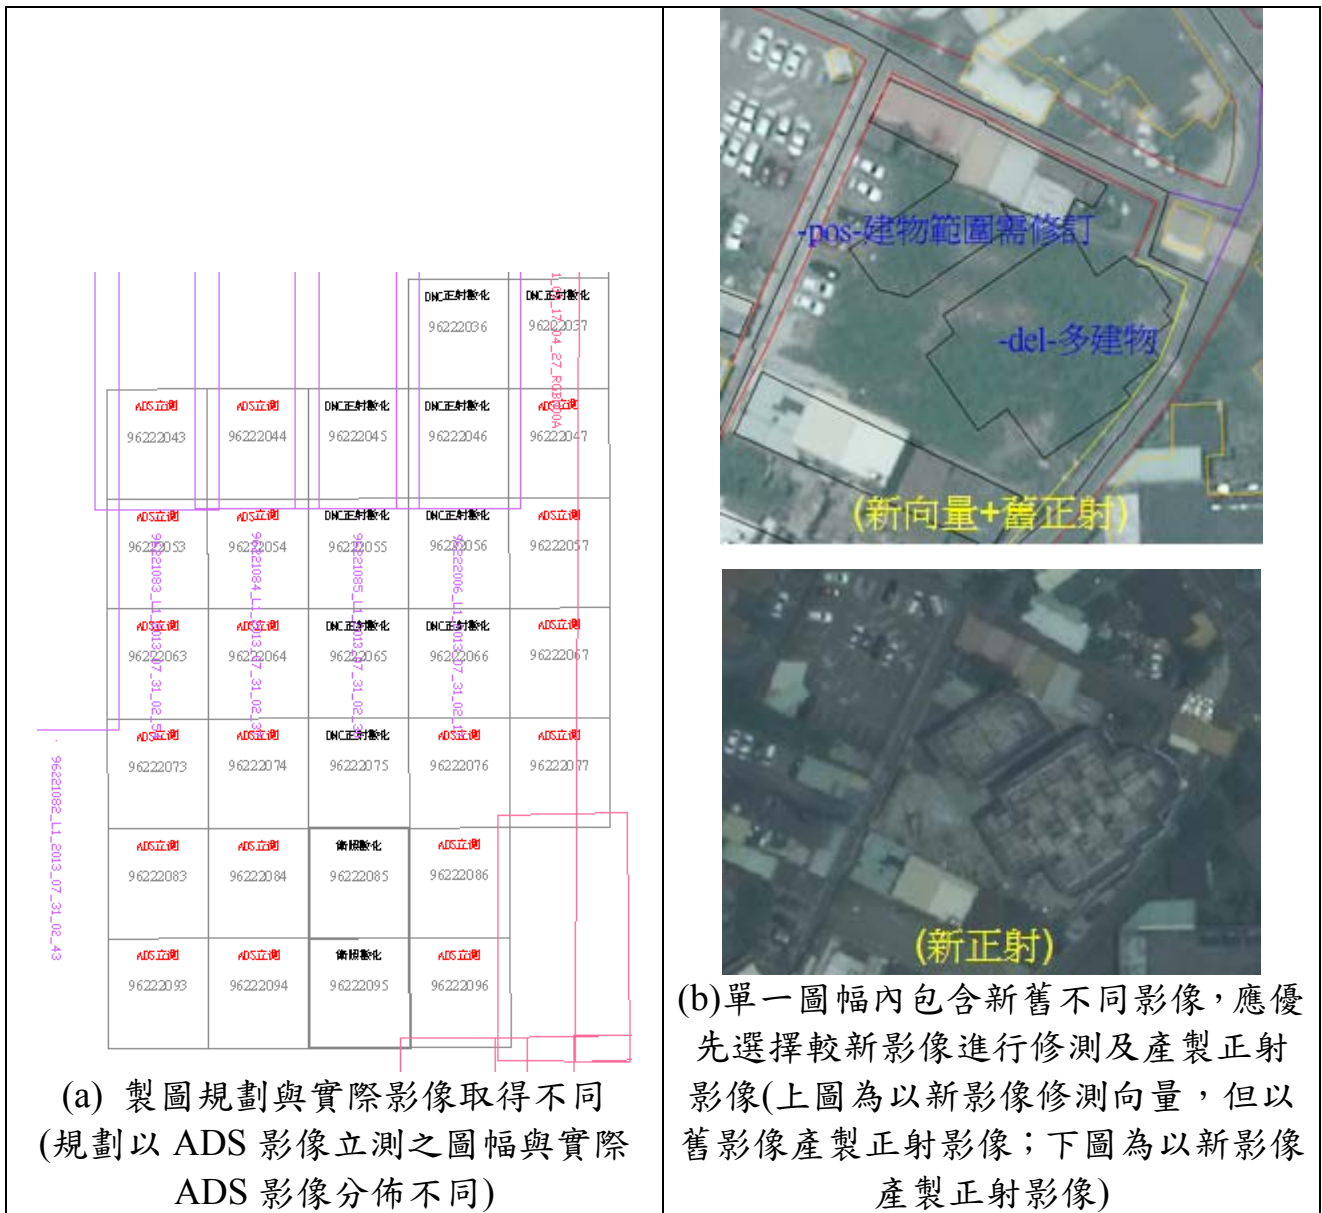 DMC正射數化 DMC正射數化
96222036 96222037
ADS立測 ADS立測 DMC正射數化 DMC正射數化 ADS立測
96222043 96222044 96222045 96222046 96222047
ADS立測 ADS立測 DMC正射數化 DMC正射數化 ADS立測
96222053 96222054 96222055 96222056 96222057
ADS立測 ADS立測 DMC正射數化 DMC正射數化 ADS立測
96222063 96222064 96222065 96222066 96222067
ADS立測 ADS立測 DMC正射數化 ADS立測 ADS立測
96222073 96222074 96222075 96222076 96222077
ADS立測 ADS立測 衛照數化 ADS立測
96222083 96222084 96222085 96222086
ADS立測 ADS立測 衛照數化 ADS立測
96222093 96222094 96222095 96222096
96221082_L1_2013_07_31_02_43
(a) 製圖規劃與實際影像取得不同
(規劃以 ADS 影像立測之圖幅與實際
ADS 影像分佈不同)
-pos-建物範圍需修訂
-del-多建物
(新向量+舊正射)
(新正射)
(b)單一圖幅內包含新舊不同影像，應優
先選擇較新影像進行修測及產製正射
影像(上圖為以新影像修測向量，但以
舊影像產製正射影像；下圖為以新影像
產製正射影像)